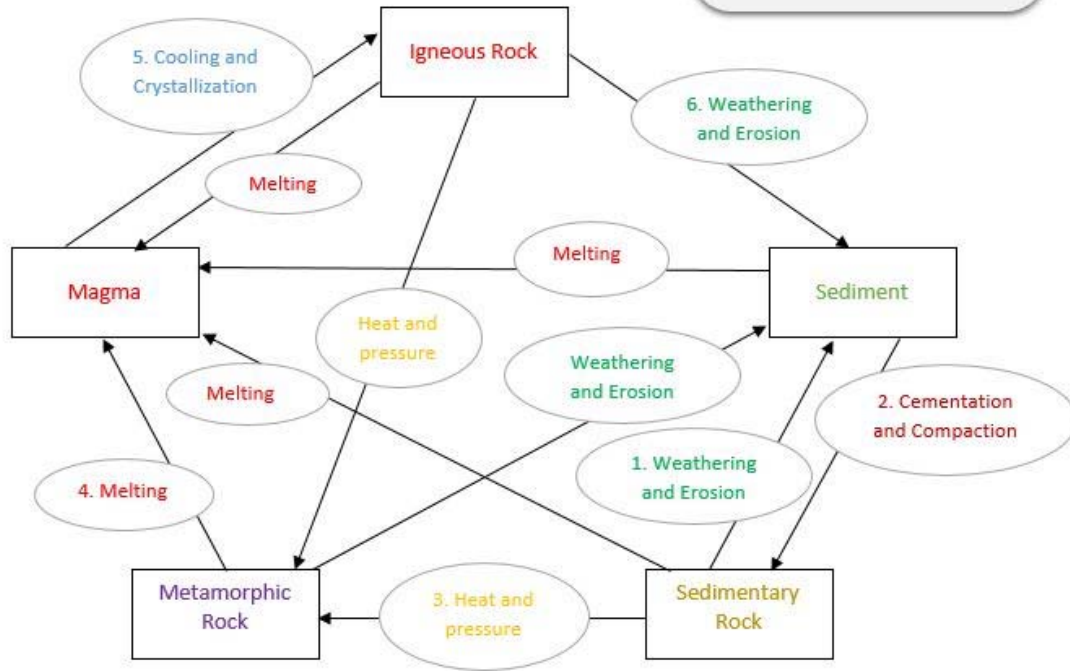 5. Cooling and
Crystallization
Igneous Rock
6. Weathering
and Erosion
Melting
Melting
Magma
Sediment
Heat and
pressure
Weathering
and Erosion
Melting
2. Cementation
and Compaction
1. Weathering
and Erosion
4. Melting
Metamorphic
Rock
3. Heat and
pressure
Sedimentary
Rock